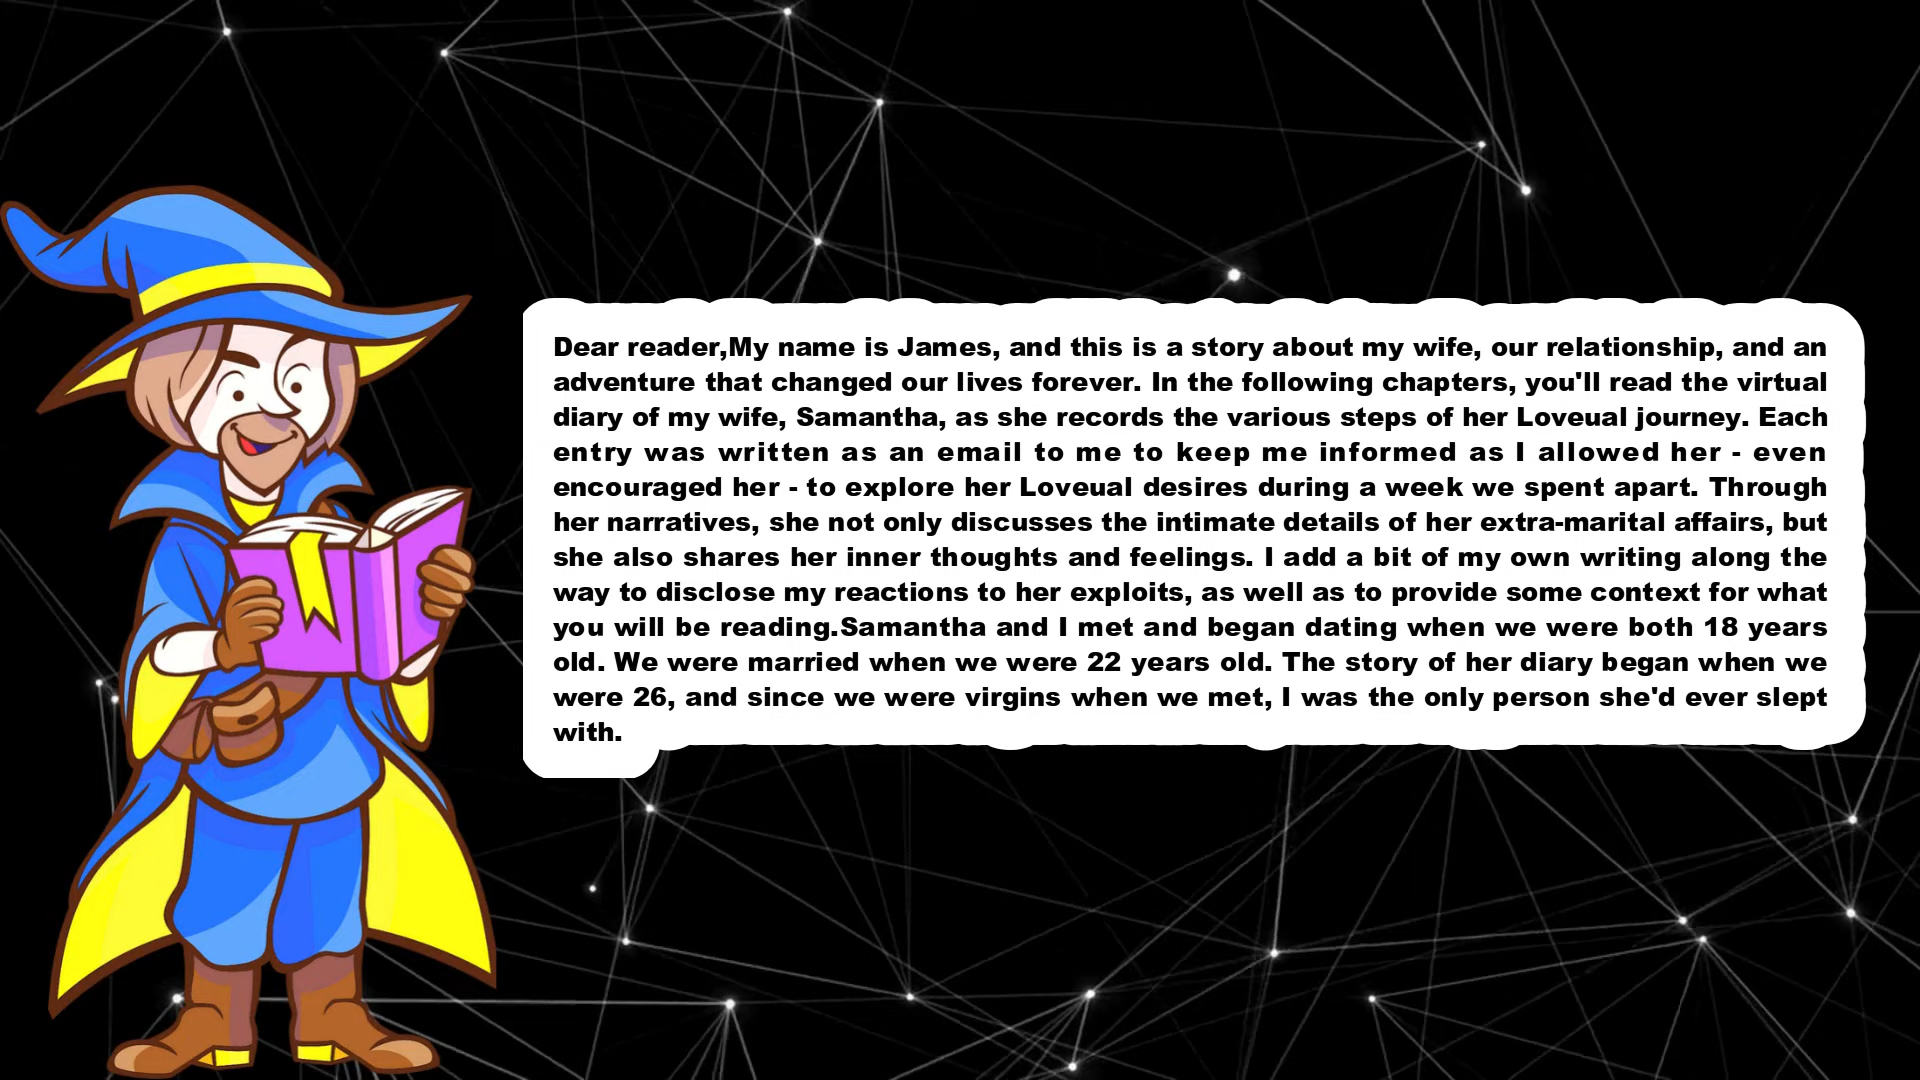 Dear reader,My name is James, and this is a story about my wife, our relationship, and an
adventure that changed our lives forever. In the following chapters, you'll read the virtual
diary of my wife, Samantha, as she records the various steps of her Loveual journey. Each
entry was written as an email to me to keep me informed as I allowed her - even
encouraged her - to explore her Loveual desires during a week we spent apart. Through
her narratives, she not only discusses the intimate details of her extra-marital affairs, but
she also shares her inner thoughts and feelings. I add a bit of my own writing along the
way to disclose my reactions to her exploits, as well as to provide some context for what
you will be reading.Samantha and I met and began dating when we were both 18 years
old. We were married when we were 22 years old. The story of her diary began when we
were 26, and since we were virgins when we met, I was the only person she'd ever slept
with.